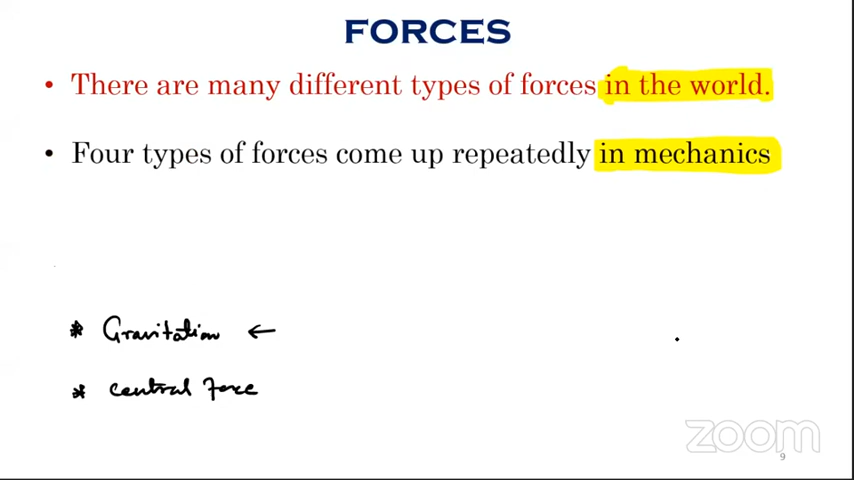 FORCES
• There are many different types of forces in the world.
• Four types of forces come up repeatedly in mechanics
* Gravitation ←
* Central Force
zoom
9